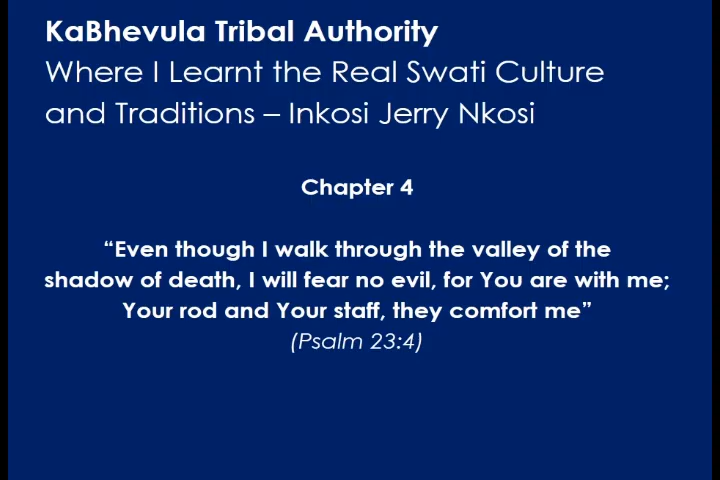 KaBhevula Tribal Authority
Where I Learnt the Real Swati Culture
and Traditions – Inkosi Jerry Nkosi
Chapter 4
“Even though I walk through the valley of the
shadow of death, I will fear no evil, for You are with me;
Your rod and Your staff, they comfort me”
(Psalm 23:4)